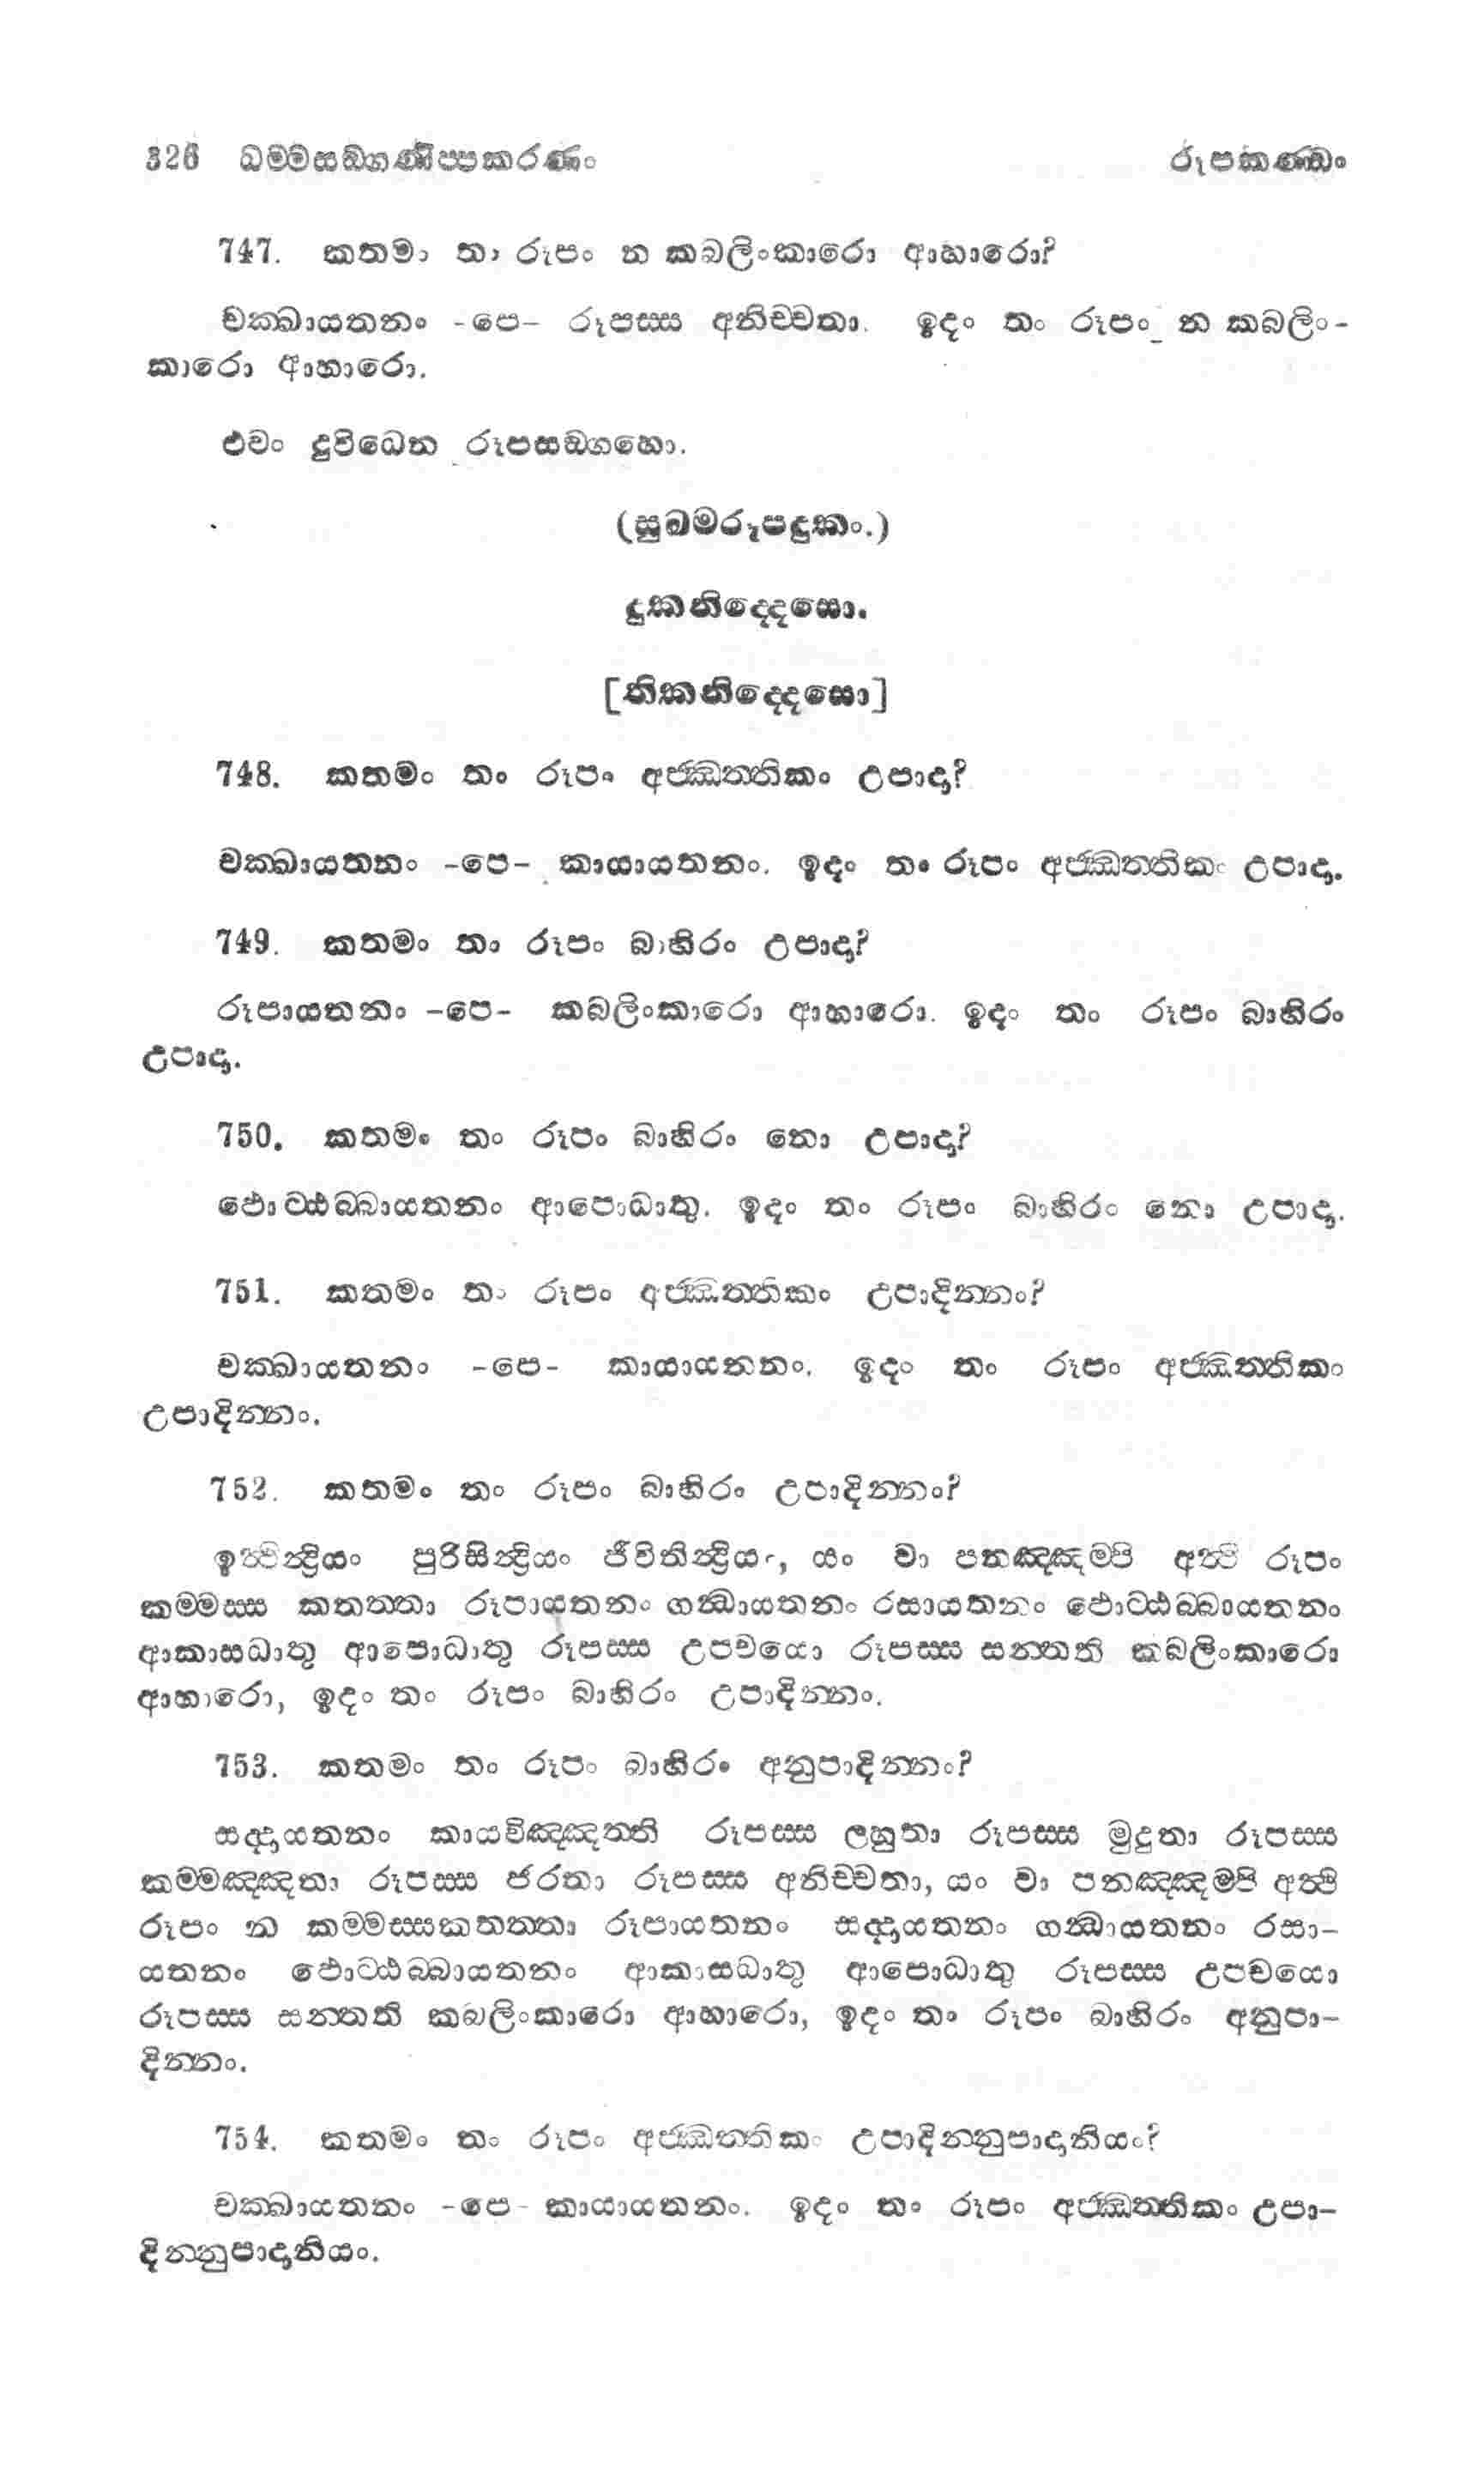 326 ධම්මසඞ්ගණිප්පකරණං රූපකණ්ඩං
747. කතමං තං රූපං න කබලිංකාරො ආහාරො?
චක්ඛායතනං -පෙ- රූපස්ස අනිච්චතා. ඉදං තං රූපං න කබලිං-
කාරො ආහාරො.
එවං දුවිධෙන රූපසඞ්ගහො.
(සුඛමරූපදුකං.)
දුකනිද්දෙසො.
[තිකනිද්දෙසො]
748. කතමං තං රූපං අජ්ඣත්තිකං උපාදා?
චක්ඛායතනං -පෙ- කායායතනං. ඉදං තං රූපං අජ්ඣත්තිකං උපාදා.
749. කතමං තං රූපං බාහිරං උපාදා?
රූපායතනං -පෙ- කබලිංකාරො ආහාරො. ඉදං තං රූපං බාහිරං
උපාදා.
750. කතමං තං රූපං බාහිරං නො උපාදා?
ඵොට්ඨබ්බායතනං ආපොධාතු. ඉදං තං රූපං බාහිරං නො උපාදා.
751. කතමං තං රූපං අජ්ඣත්තිකං උපාදින්නං?
චක්ඛායතනං -පෙ- කායායතනං. ඉදං තං රූපං අජ්ඣත්තිකං
උපාදින්නං.
752. කතමං තං රූපං බාහිරං උපාදින්නං?
ඉත්ථින්ද්‍රියං පුරිසින්ද්‍රියං ජීවිතින්ද්‍රියං, යං වා පනඤ්ඤම්පි අත්ථි රූපං
කම්මස්ස කතත්තා රූපායතනං ගන්ධායතනං රසායතනං ඵොට්ඨබ්බායතනං
ආකාසධාතු ආපොධාතු රූපස්ස උපචයො රූපස්ස සන්තති කබලිංකාරො
ආහාරො, ඉදං තං රූපං බාහිරං උපාදින්නං.
753. කතමං තං රූපං බාහිරං අනුපාදින්නං?
සද්දායතනං කායවිඤ්ඤත්ති රූපස්ස ලහුතා රූපස්ස මුදුතා රූපස්ස
කම්මඤ්ඤතා රූපස්ස ජරතා රූපස්ස අනිච්චතා, යං වා පනඤ්ඤම්පි අත්ථි
රූපං න කම්මස්සකතත්තා රූපායතනං සද්දායතනං ගන්ධායතනං රසා-
යතනං ඵොට්ඨබ්බායතනං ආකාසධාතු ආපොධාතු රූපස්ස උපචයො
රූපස්ස සන්තති කබලිංකාරො ආහාරො, ඉදං තං රූපං බාහිරං අනුපා-
දින්නං.
754. කතමං තං රූපං අජ්ඣත්තිකං උපාදින්නුපාදානියං?
චක්ඛායතනං -පෙ- කායායතනං. ඉදං තං රූපං අජ්ඣත්තිකං උපා-
දින්නුපාදානියං.